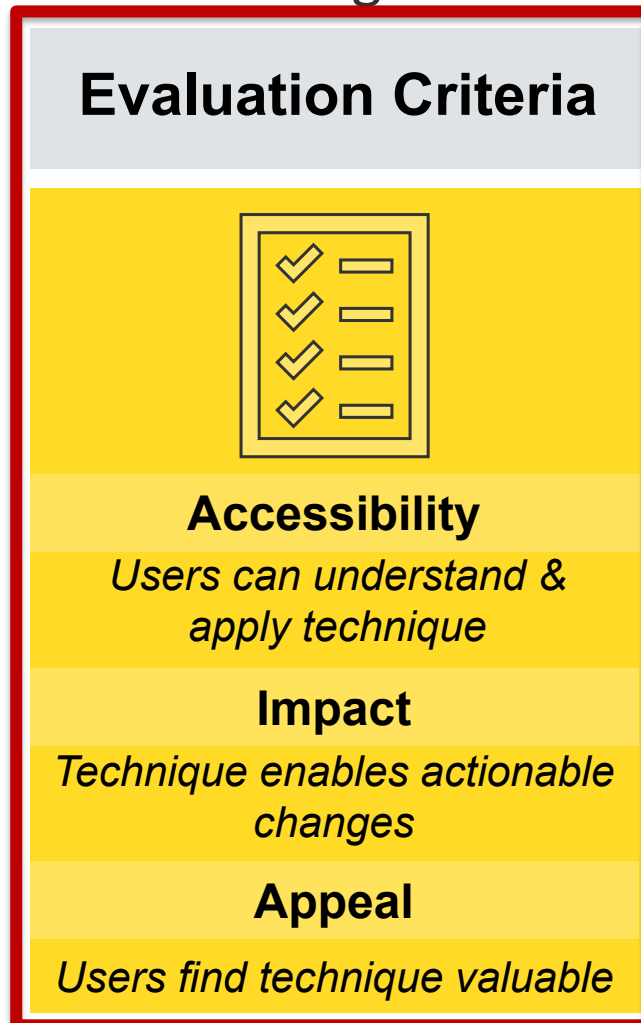 Evaluation Criteria
Accessibility
Users can understand &
apply technique
Impact
Technique enables actionable
changes
Appeal
Users find technique valuable